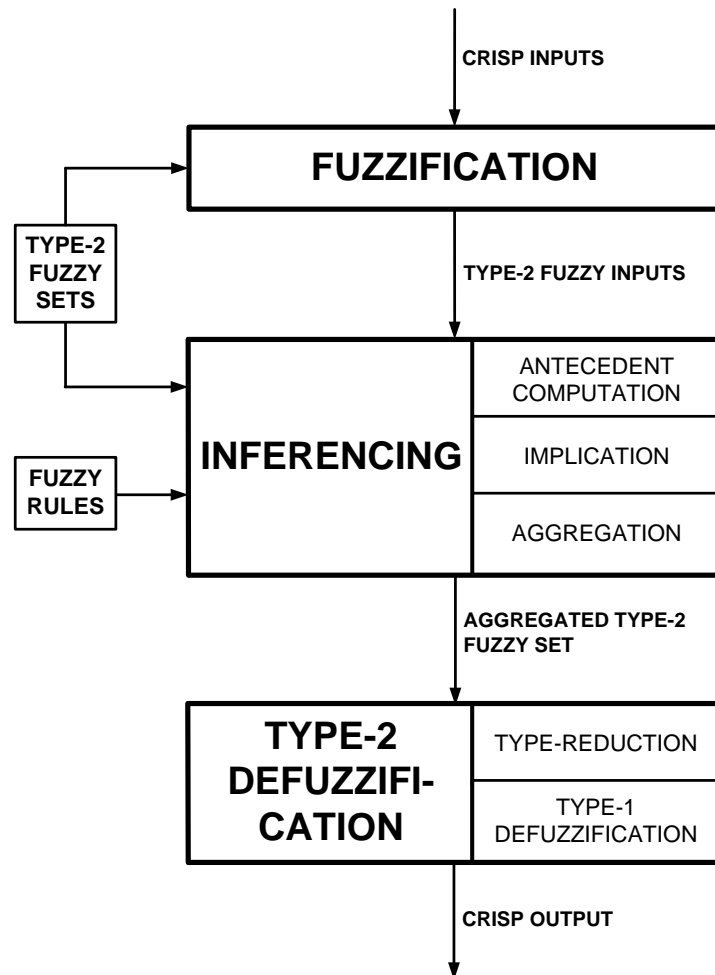 CRISP INPUTS
FUZZIFICATION
TYPE-2
FUZZY
SETS
TYPE-2 FUZZY INPUTS
INFERENCING
ANTECEDENT
COMPUTATION
IMPLICATION
AGGREGATION
FUZZY
RULES
AGGREGATED TYPE-2
FUZZY SET
TYPE-2
DEFUZZIFI-
CATION
TYPE-REDUCTION
TYPE-1
DEFUZZIFICATION
CRISP OUTPUT